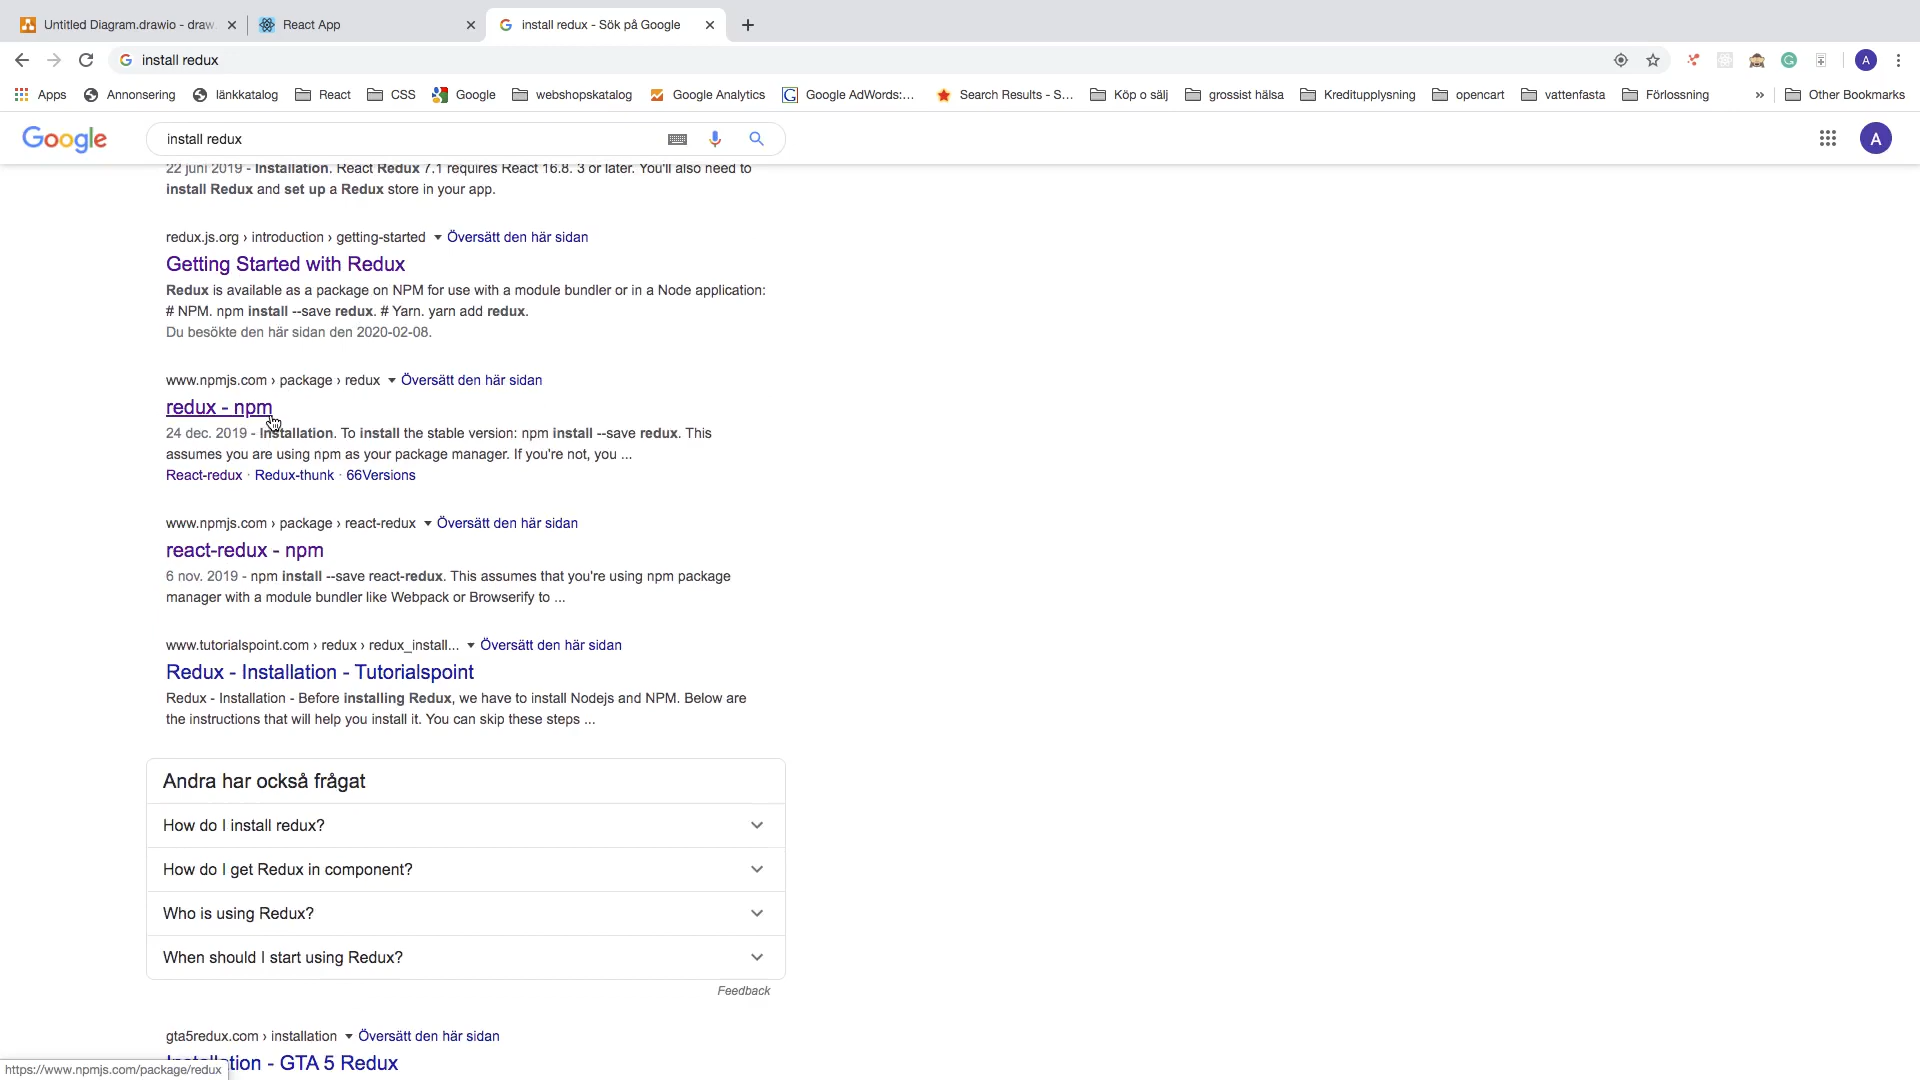 Untitled Diagram.drawio - draw
React App
install redux - Sök på Google
install redux
Apps
Annonsering
länkkatalog
React
CSS
Google
webshopskatalog
Google Analytics
Google AdWords:...
Search Results - S...
Köp o sälj
grossist hälsa
Kreditupplysning
opencart
vattenfasta
Förlossning
»
Other Bookmarks
Google
install redux
A
22 juni 2019 - Installation. React Redux 7.1 requires React 16.8. 3 or later. You'll also need to
install Redux and set up a Redux store in your app.
redux.js.org › introduction › getting-started
Översätt den här sidan
Getting Started with Redux
Redux is available as a package on NPM for use with a module bundler or in a Node application:
# NPM. npm install --save redux. # Yarn. yarn add redux.
Du besökte den här sidan den 2020-02-08.
www.npmjs.com › package › redux
Översätt den här sidan
redux - npm
24 dec. 2019 - Installation. To install the stable version: npm install --save redux. This
assumes you are using npm as your package manager. If you're not, you ...
React-redux · Redux-thunk · 66Versions
www.npmjs.com › package › react-redux
Översätt den här sidan
react-redux - npm
6 nov. 2019 - npm install --save react-redux. This assumes that you're using npm package
manager with a module bundler like Webpack or Browserify to ...
www.tutorialspoint.com › redux › redux_install...
Översätt den här sidan
Redux - Installation - Tutorialspoint
Redux - Installation - Before installing Redux, we have to install Nodejs and NPM. Below are
the instructions that will help you install it. You can skip these steps ...
Andra har också frågat
How do I install redux?
How do I get Redux in component?
Who is using Redux?
When should I start using Redux?
Feedback
gta5redux.com › installation
Översätt den här sidan
Installation - GTA 5 Redux
https://www.npmjs.com/package/redux